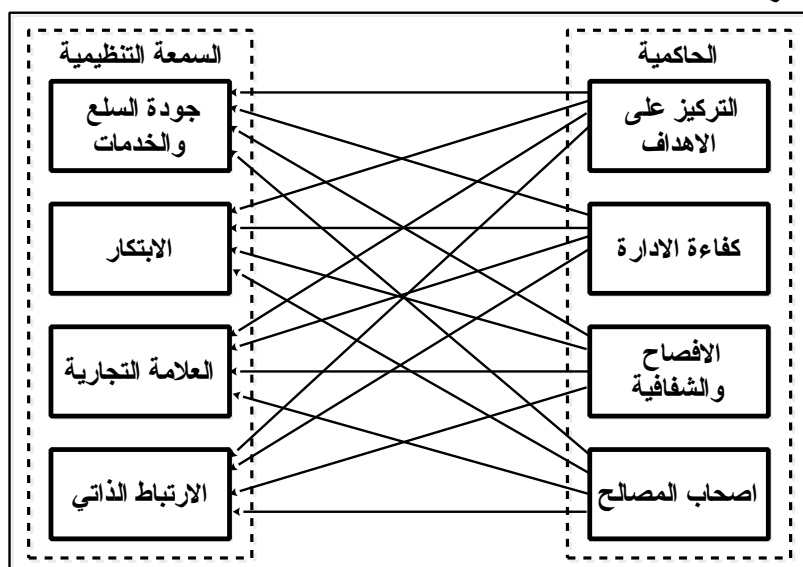 الحاكمية
التركيز على
الاهداف
كفاءة الادارة
الافصاح
والشفافية
اصحاب المصالح
السمعة التنظيمية
جودة السلع
والخدمات
الابتكار
العلامة التجارية
الارتباط الذاتي